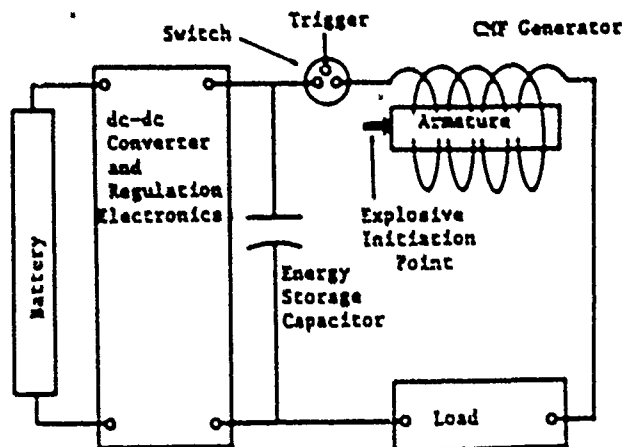 Trigger
Switch
CMF Generator
dc-dc
Converter
and
Regulation
Electronics
Armature
Explosive
Initiation
Point
Energy
Storage
Capacitor
Battery
Load